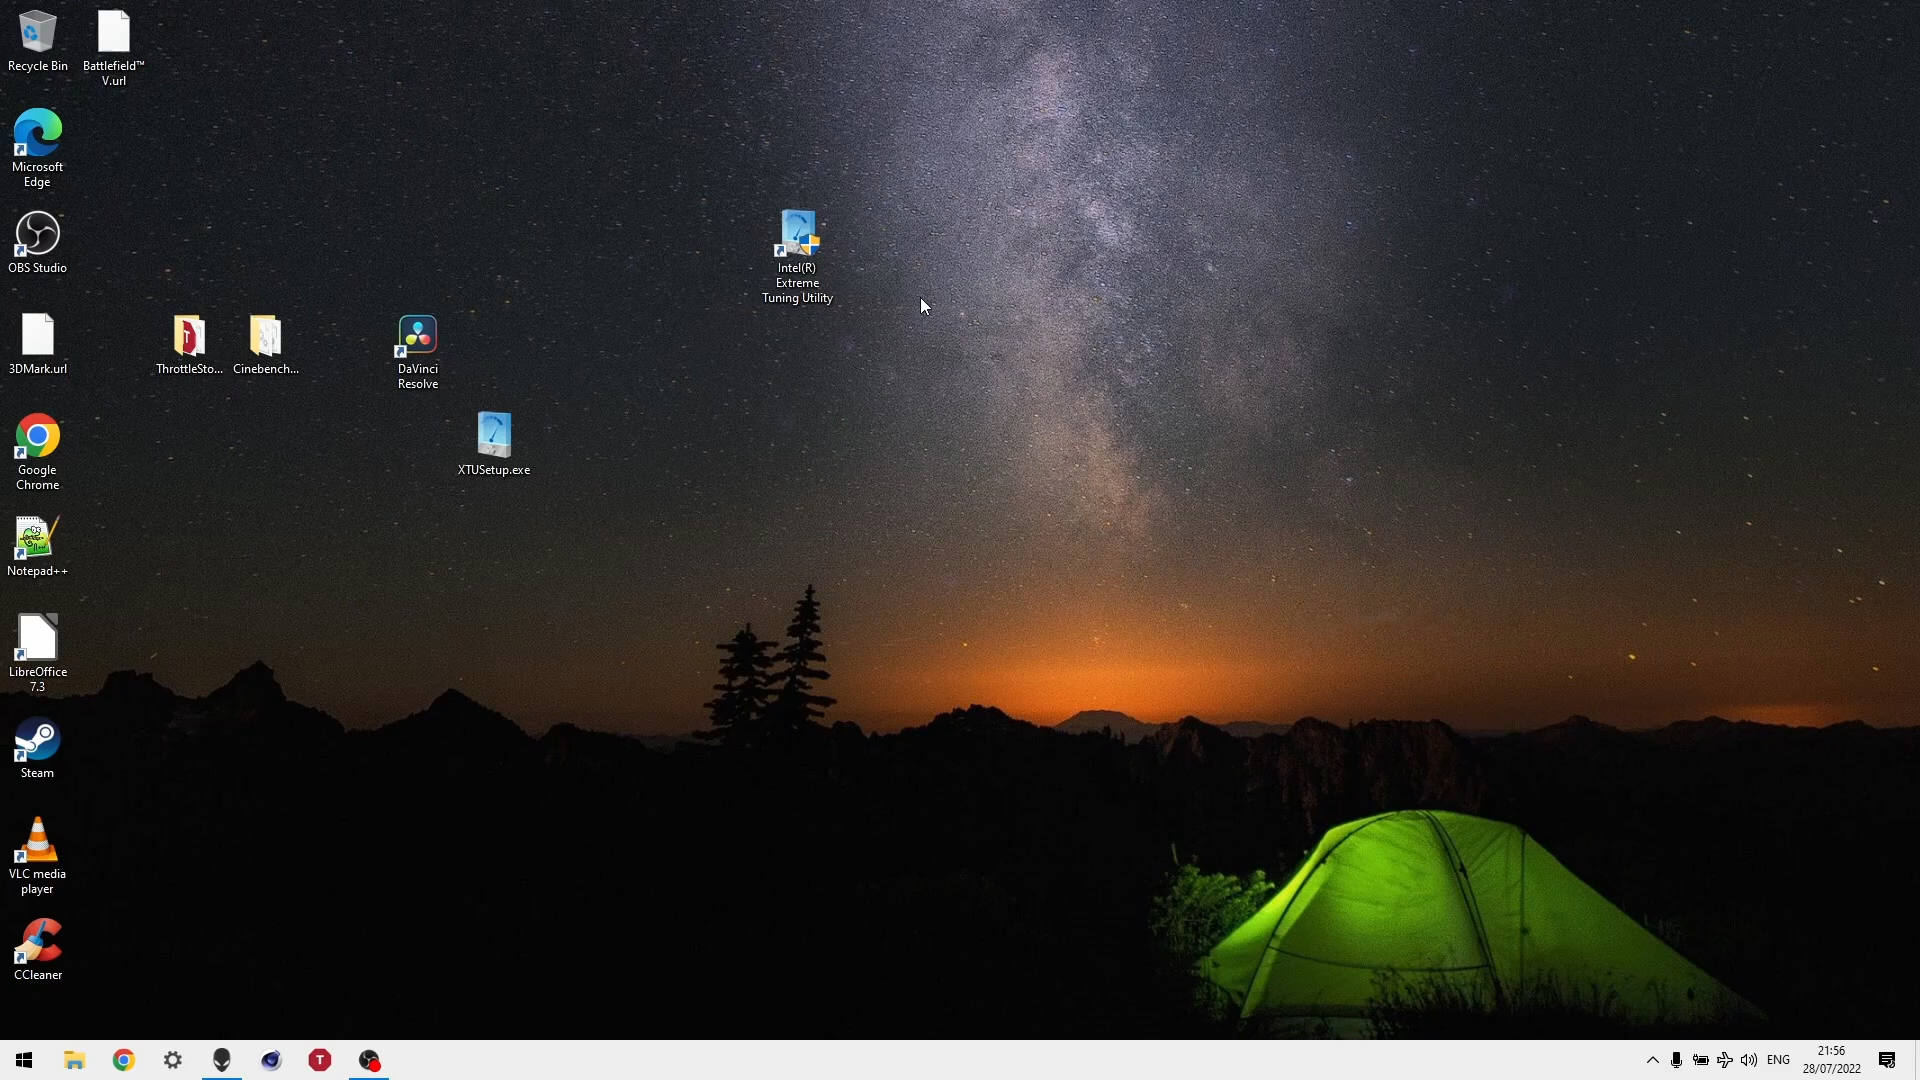 Recycle Bin
Battlefield™
V.url
Microsoft
Edge
OBS Studio
Intel(R)
Extreme
Tuning Utility
3DMark.url
ThrottleSto...
Cinebench...
DaVinci
Resolve
Google
Chrome
XTUSetup.exe
Notepad++
LibreOffice
7.3
Steam
VLC media
player
CCleaner
T
ENG
21:56
28/07/2022